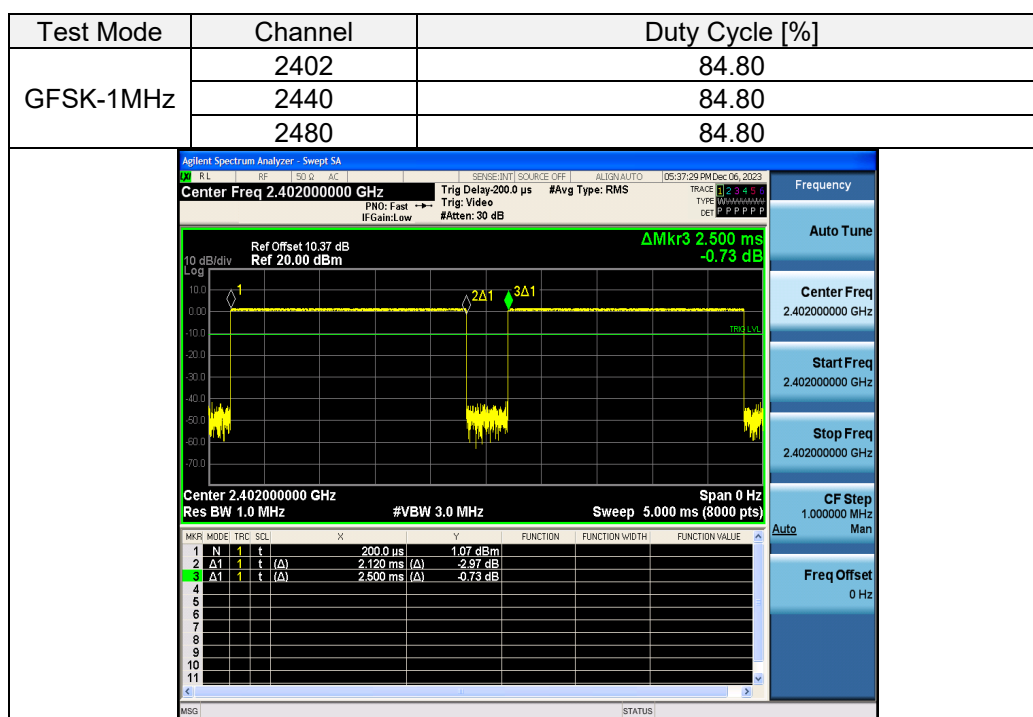 Test Mode Channel Duty Cycle [%]
GFSK-1MHz 2402 84.80
2440 84.80
2480 84.80
Agilent Spectrum Analyzer - Swept SA
LXI RL RF 50 Ω AC SENSE:INT SOURCE OFF ALIGN AUTO 05:37:29 PM Dec 06, 2023
Center Freq 2.402000000 GHz Trig Delay-200.0 µs #Avg Type: RMS TRACE 1 2 3 4 5 6
PNO: Fast Trig: Video TYPE W
IFGain:Low #Atten: 30 dB DET P P P P P P
Frequency
Auto Tune
Ref Offset 10.37 dB ΔMkr3 2.500 ms
10 dB/div Ref 20.00 dBm -0.73 dB
Log
10.0
0.00
-10.0
-20.0
-30.0
-40.0
-50.0
-60.0
-70.0
1
2Δ1
3Δ1
TRIG LVL
Center Freq
2.402000000 GHz
Start Freq
2.402000000 GHz
Stop Freq
2.402000000 GHz
Center 2.402000000 GHz Span 0 Hz
Res BW 1.0 MHz #VBW 3.0 MHz Sweep 5.000 ms (8000 pts)
CF Step
1.000000 MHz
Auto Man
MKR MODE TRC SCL X Y FUNCTION FUNCTION WIDTH FUNCTION VALUE
1 N 1 t 200.0 µs 1.07 dBm
2 Δ1 1 t (Δ) 2.120 ms (Δ) -2.97 dB
3 Δ1 1 t (Δ) 2.500 ms (Δ) -0.73 dB
4
5
6
7
8
9
10
11
Freq Offset
0 Hz
MSG STATUS